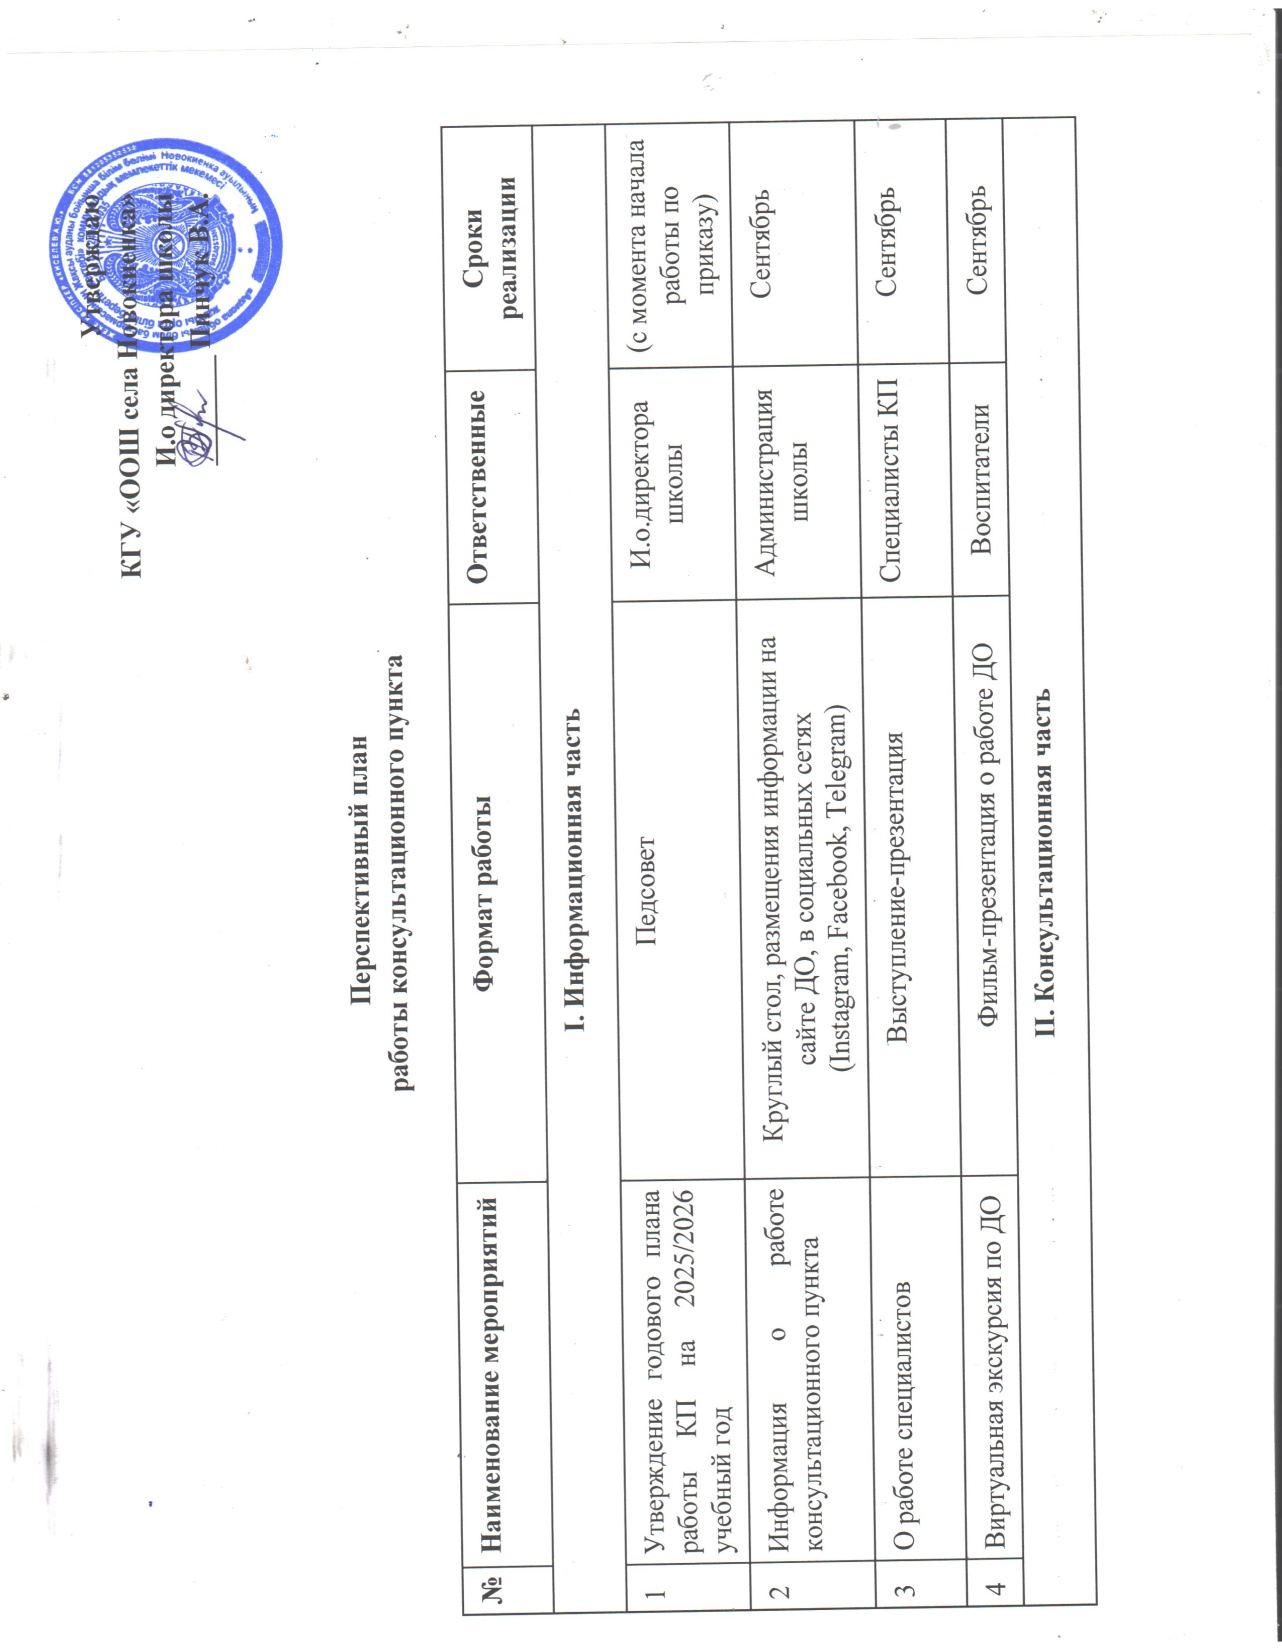 Утверждаю
КГУ «ООШ села Новокиенка»
И.о директора школы
Пинчук В.А.
Перспективный план
работы консультационного пункта
№ Наименование мероприятий Формат работы Ответственные Сроки
реализации
I. Информационная часть
1 Утверждение годового плана Педсовет И.о.директора (с момента начала
работы КП на 2025/2026 школы работы по
учебный год приказу)
2 Информация о работе Круглый стол, размещения информации на Администрация Сентябрь
консультационного пункта сайте ДО, в социальных сетях школы
(Instagram, Facebook, Telegram)
3 О работе специалистов Выступление-презентация Специалисты КП Сентябрь
4 Виртуальная экскурсия по ДО Фильм-презентация о работе ДО Воспитатели Сентябрь
II. Консультационная часть